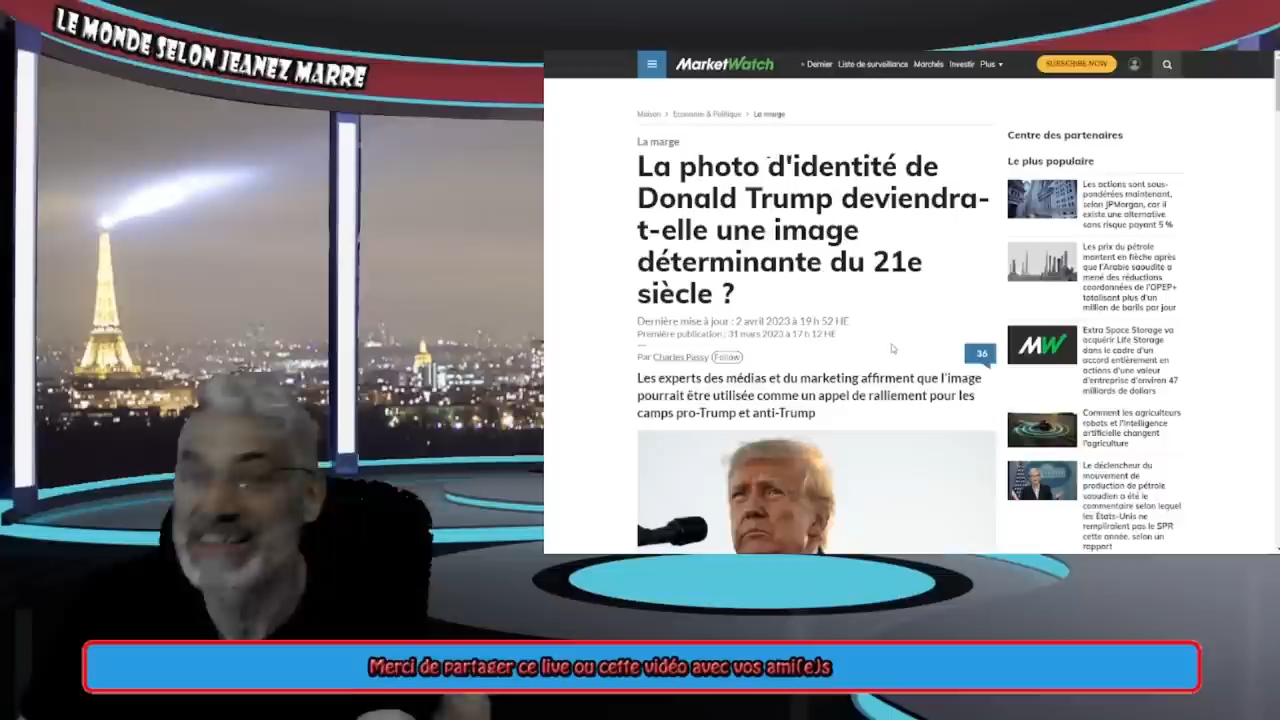 LE MONDE SELON JEANEZ MARRE
MarketWatch
Dernier Liste de surveillance Marchés Investir Plus
SUBSCRIBE NOW
Maison > Economie & Politique > La marge
La marge
La photo d'identité de
Donald Trump deviendra-
t-elle une image
déterminante du 21e
siècle ?
Dernière mise à jour : 2 avril 2023 à 19 h 52 HE
Première publication : 31 mars 2023 à 17 h 12 HE
Par Charles Passy (Follow)
36
Les experts des médias et du marketing affirment que l'image
pourrait être utilisée comme un appel de ralliement pour les
camps pro-Trump et anti-Trump
Centre des partenaires
Le plus populaire
Les actions sont sous-
pondérées maintenant,
selon JPMorgan, car il
existe une alternative
sans risque payant 5 %
Les prix du pétrole
montent en flèche après
que l'Arabie saoudite a
mené des réductions
coordonnées de l'OPEP+
totalisant plus d'un
million de barils par jour
MW
Extra Space Storage va
acquérir Life Storage
dans le cadre d'un
accord entièrement en
actions d'une valeur
d'entreprise d'environ 47
milliards de dollars
Comment les agriculteurs
robots et l'intelligence
artificielle changent
l'agriculture
Le déclencheur du
mouvement de
production de pétrole
saoudien a été le
commentaire selon lequel
les États-Unis ne
rempliraient pas le SPR
cette année, selon un
rapport
Merci de partager ce live ou cette vidéo avec vos ami(e)s